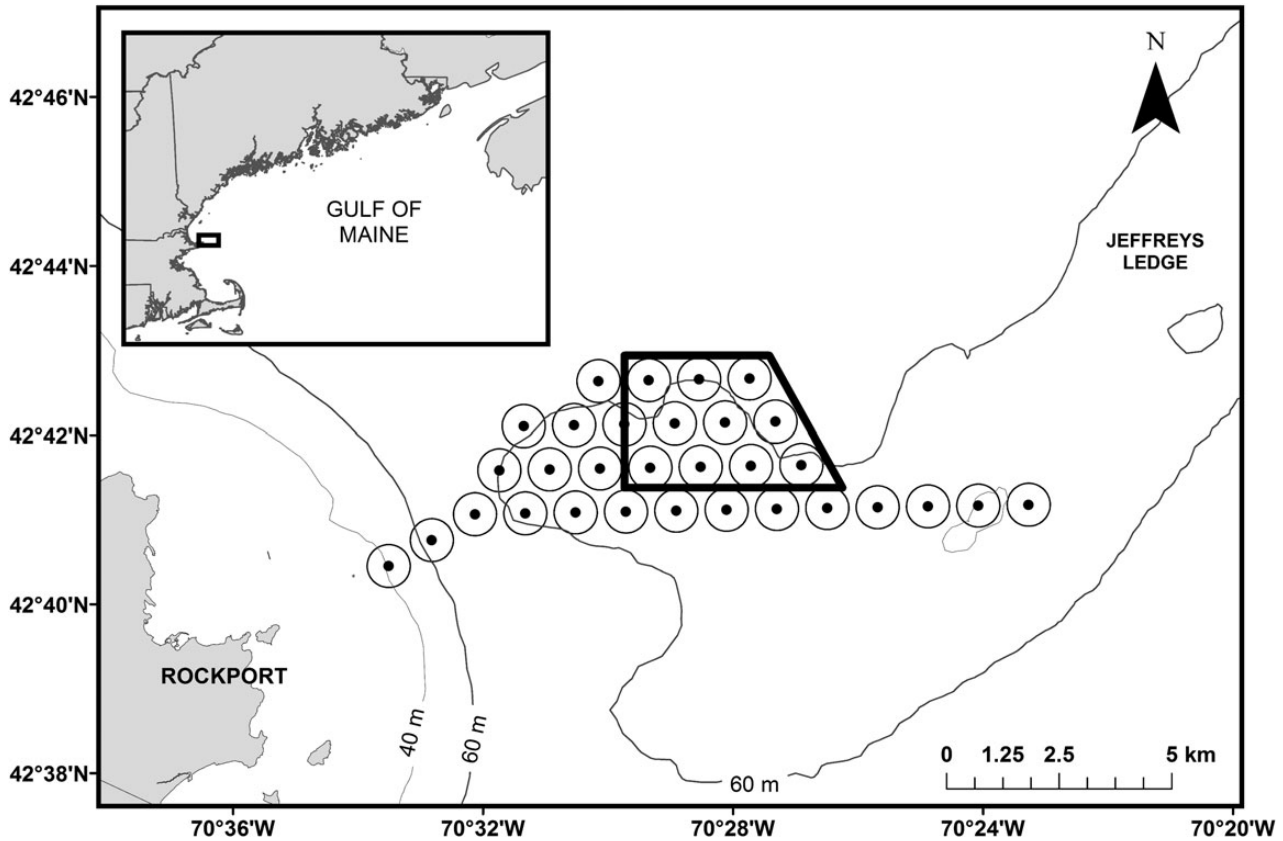 N
42°46'N
42°44'N
42°42'N
42°40'N
42°38'N
GULF OF
MAINE
JEFFREYS
LEDGE
ROCKPORT
40 m
60 m
60 m
0 1.25 2.5 5 km
70°36'W 70°32'W 70°28'W 70°24'W 70°20'W